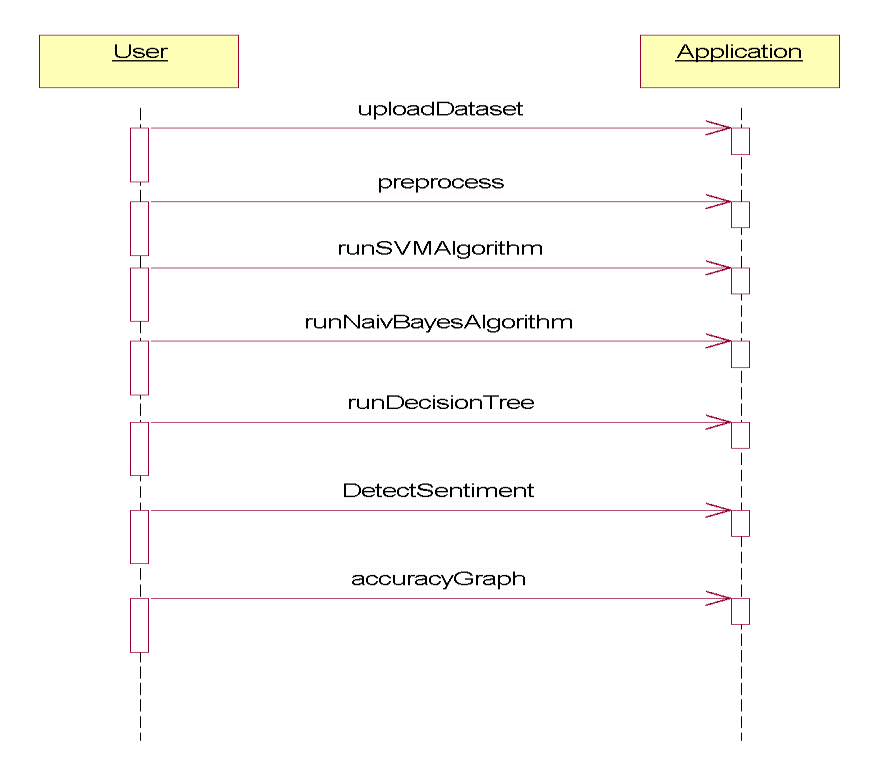 User
Application
uploadDataset
preprocess
runSVMAlgorithm
runNaivBayesAlgorithm
runDecisionTree
DetectSentiment
accuracyGraph